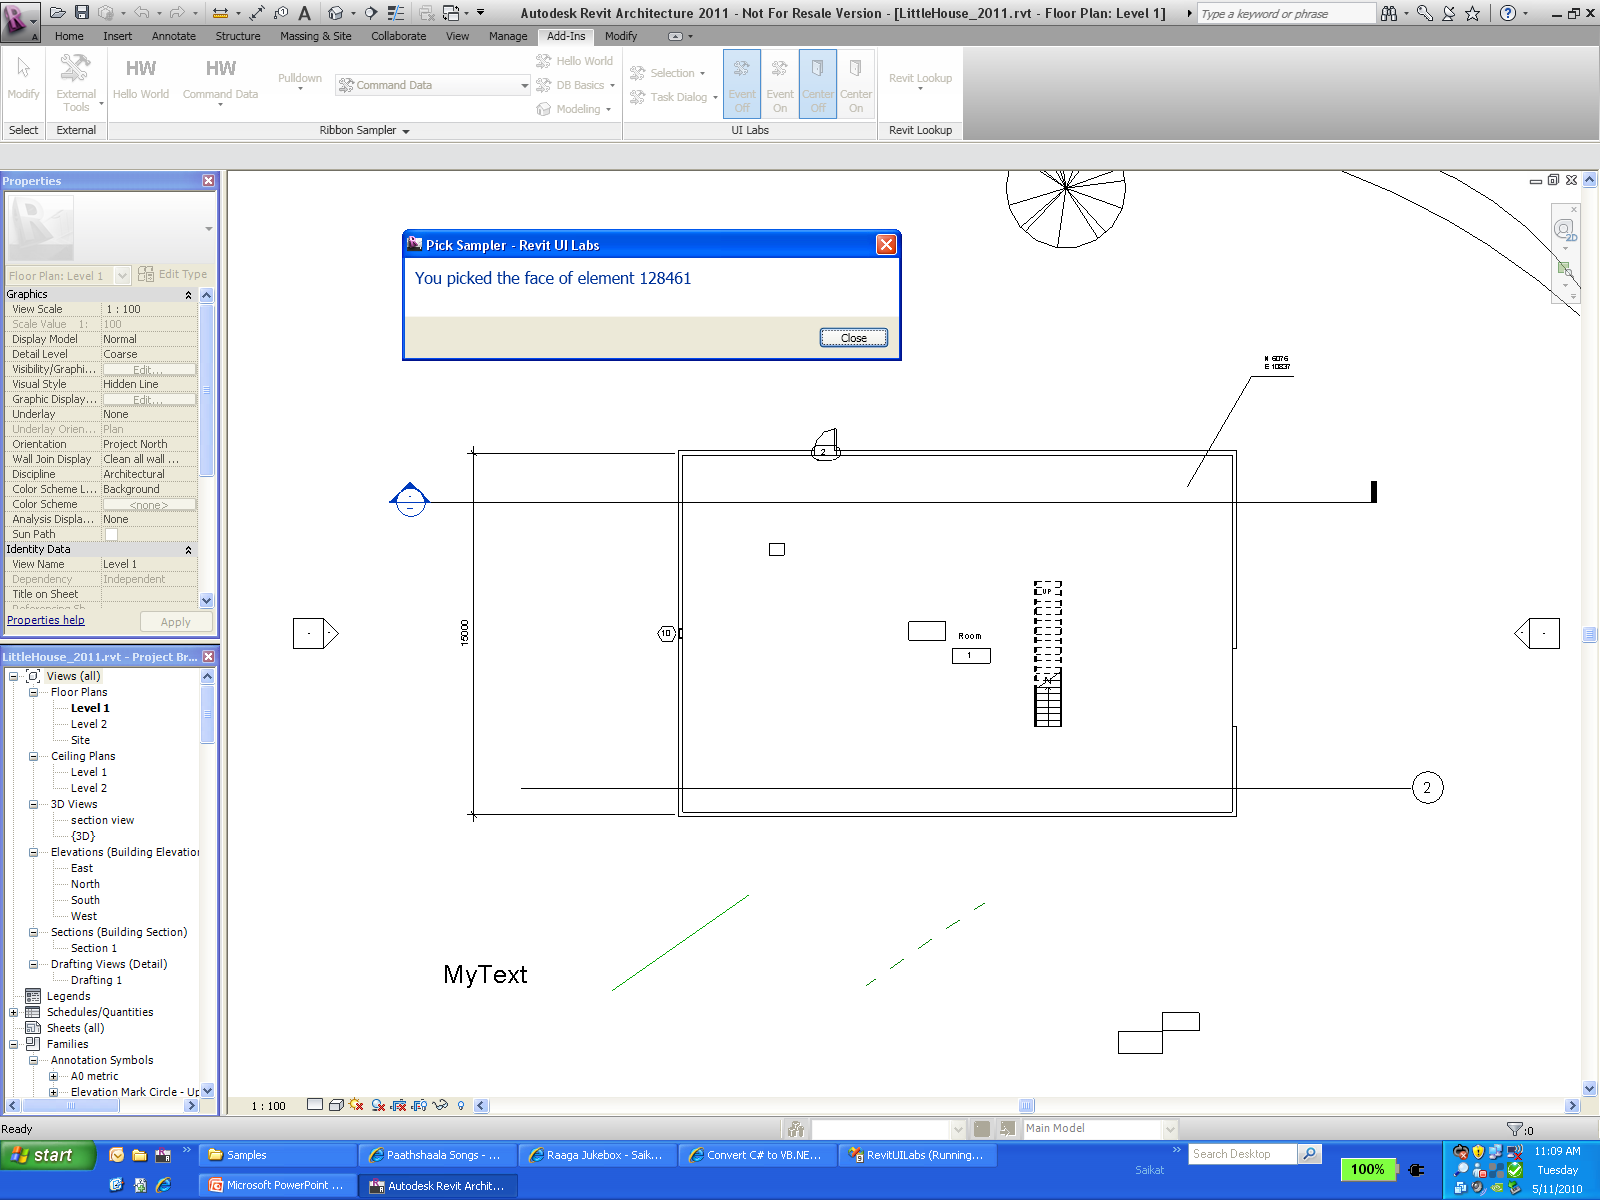 Autodesk Revit Architecture 2011 - Not For Resale Version - [LittleHouse_2011.rvt - Floor Plan: Level 1]
Type a keyword or phrase
Home Insert Annotate Structure Massing & Site Collaborate View Manage Add-Ins Modify
Modify
External
Tools
HW
Hello World
HW
Command Data
Pulldown
Command Data
Hello World
DB Basics
Modeling
Selection
Task Dialog
Event
Off
Event
On
Center
Off
Center
On
Revit Lookup
Select External Ribbon Sampler UI Labs Revit Lookup
Properties
Floor Plan: Level 1 Edit Type
Graphics
View Scale 1 : 100
Scale Value 1: 100
Display Model Normal
Detail Level Coarse
Visibility/Graphi... Edit...
Visual Style Hidden Line
Graphic Display... Edit...
Underlay None
Underlay Orien... Plan
Orientation Project North
Wall Join Display Clean all wall ...
Discipline Architectural
Color Scheme L... Background
Color Scheme <none>
Analysis Displa... None
Sun Path
Identity Data
View Name Level 1
Dependency Independent
Title on Sheet
Properties help Apply
LittleHouse_2011.rvt - Project Br...
Views (all)
Floor Plans
Level 1
Level 2
Site
Ceiling Plans
Level 1
Level 2
3D Views
section view
{3D}
Elevations (Building Elevation
East
North
South
West
Sections (Building Section)
Section 1
Drafting Views (Detail)
Drafting 1
Legends
Schedules/Quantities
Sheets (all)
Families
Annotation Symbols
A0 metric
Elevation Mark Circle - Up
Pick Sampler - Revit UI Labs
You picked the face of element 128461
Close
2D
N 6076
E 10837
2
15000
10
UP
Room
1
2
MyText
1 : 100
Ready
Main Model
:0
start
Samples
Paathshaala Songs - ...
Raaga Jukebox - Saik...
Convert C# to VB.NE...
RevitUILabs (Running...
Microsoft PowerPoint ...
Autodesk Revit Archit...
Saikat
Search Desktop
100%
11:09 AM
Tuesday
5/11/2010